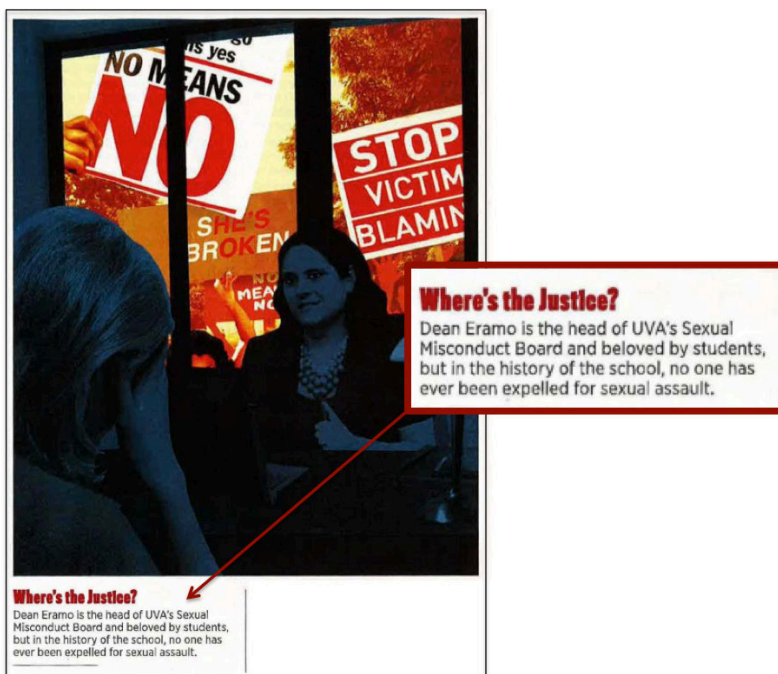 so
ns yes
NO MEANS
NO
SHE'S
BROKEN
NO
MEA
NO
STOP
VICTIM
BLAMIN
Where's the Justice?
Dean Eramo is the head of UVA's Sexual
Misconduct Board and beloved by students,
but in the history of the school, no one has
ever been expelled for sexual assault.
Where's the Justice?
Dean Eramo is the head of UVA's Sexual
Misconduct Board and beloved by students,
but in the history of the school, no one has
ever been expelled for sexual assault.